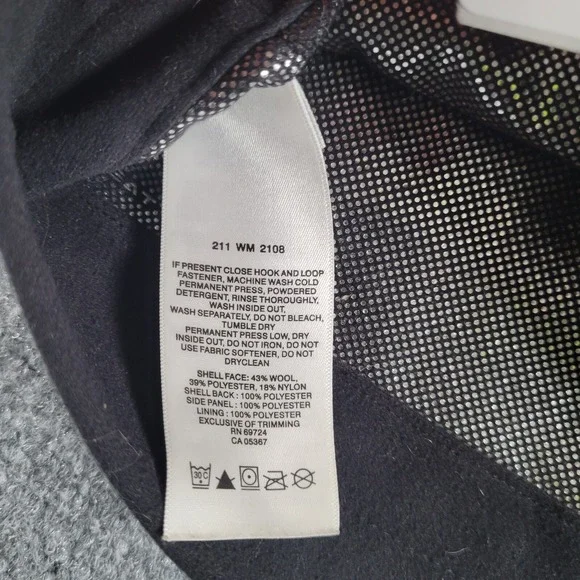 211 WM 2108
IF PRESENT CLOSE HOOK AND LOOP
FASTENER, MACHINE WASH COLD
PERMANENT PRESS, POWDERED
DETERGENT, RINSE THOROUGHLY,
WASH INSIDE OUT,
WASH SEPARATELY, DO NOT BLEACH,
TUMBLE DRY
PERMANENT PRESS LOW, DRY
INSIDE OUT, DO NOT IRON, DO NOT
USE FABRIC SOFTENER, DO NOT
DRYCLEAN
SHELL FACE: 43% WOOL,
39% POLYESTER, 18% NYLON
SHELL BACK : 100% POLYESTER
SIDE PANEL : 100% POLYESTER
LINING : 100% POLYESTER
EXCLUSIVE OF TRIMMING
RN 69724
CA 05367
30C